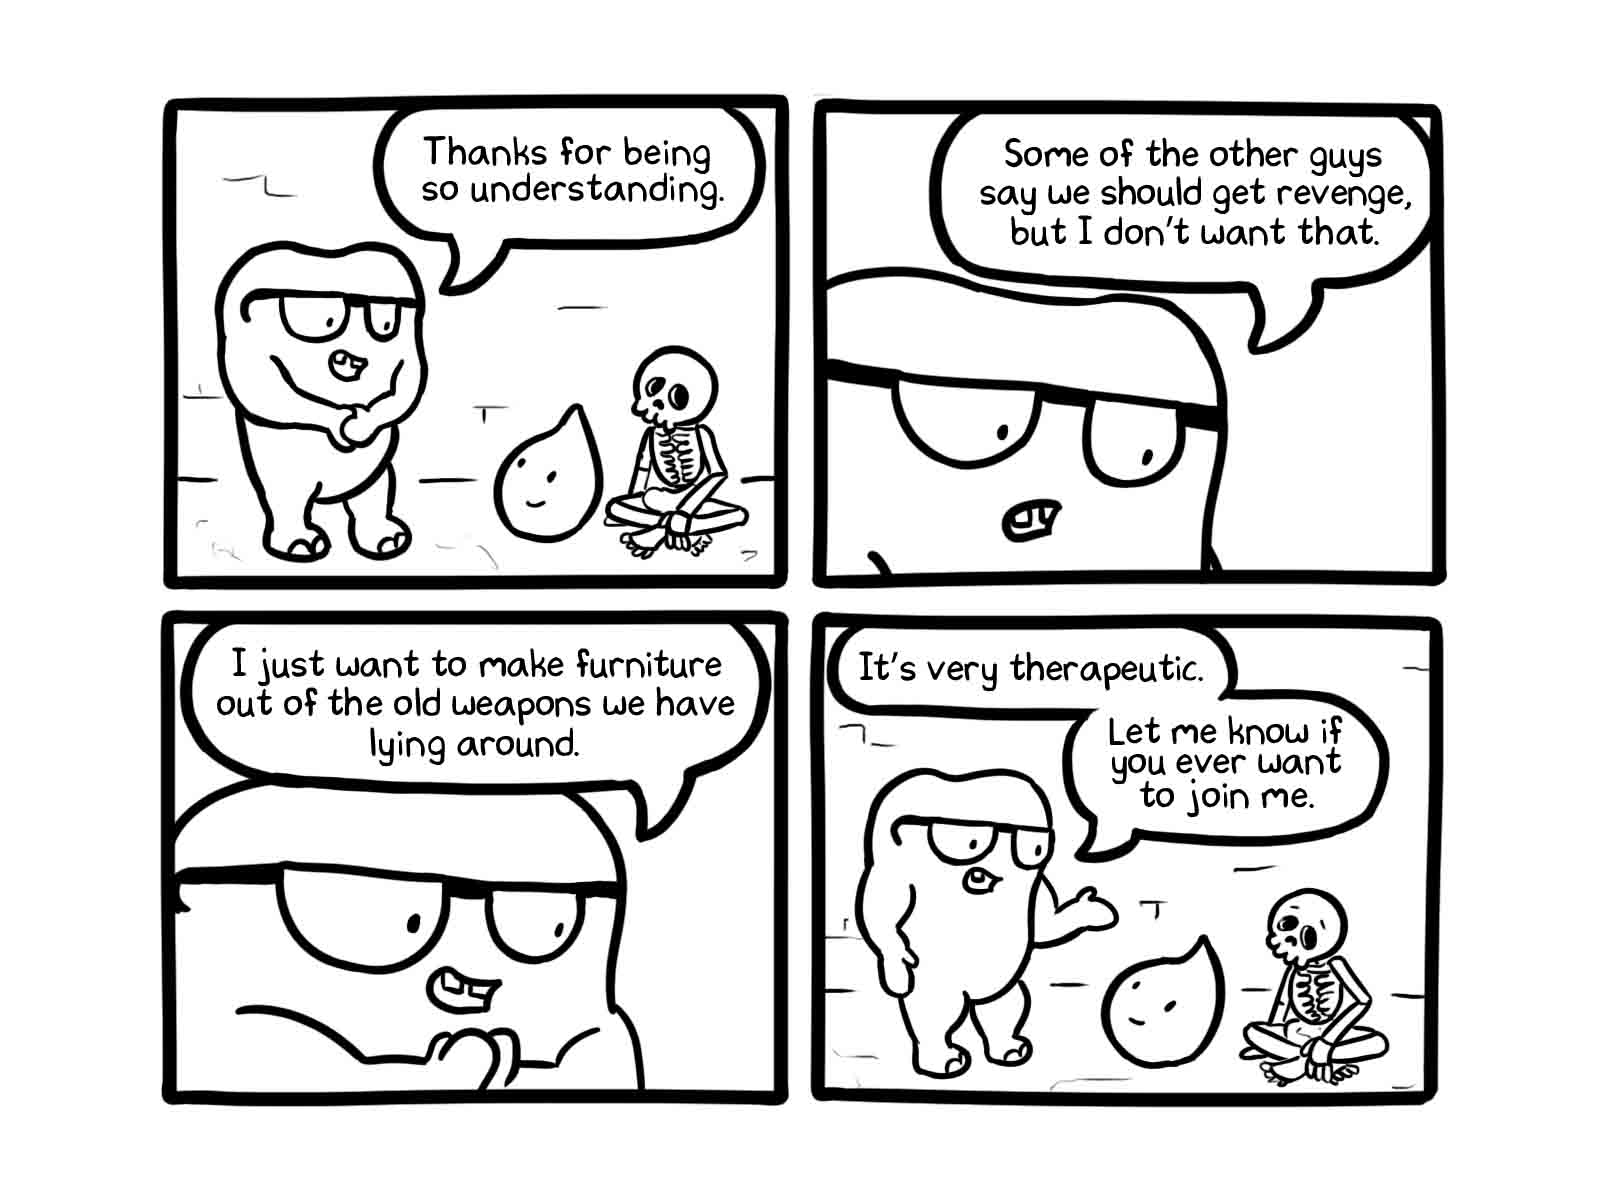 Thanks for being
so understanding.
Some of the other guys
say we should get revenge,
but I don't want that.
I just want to make furniture
out of the old weapons we have
lying around.
It's very therapeutic.
Let me know if
you ever want
to join me.